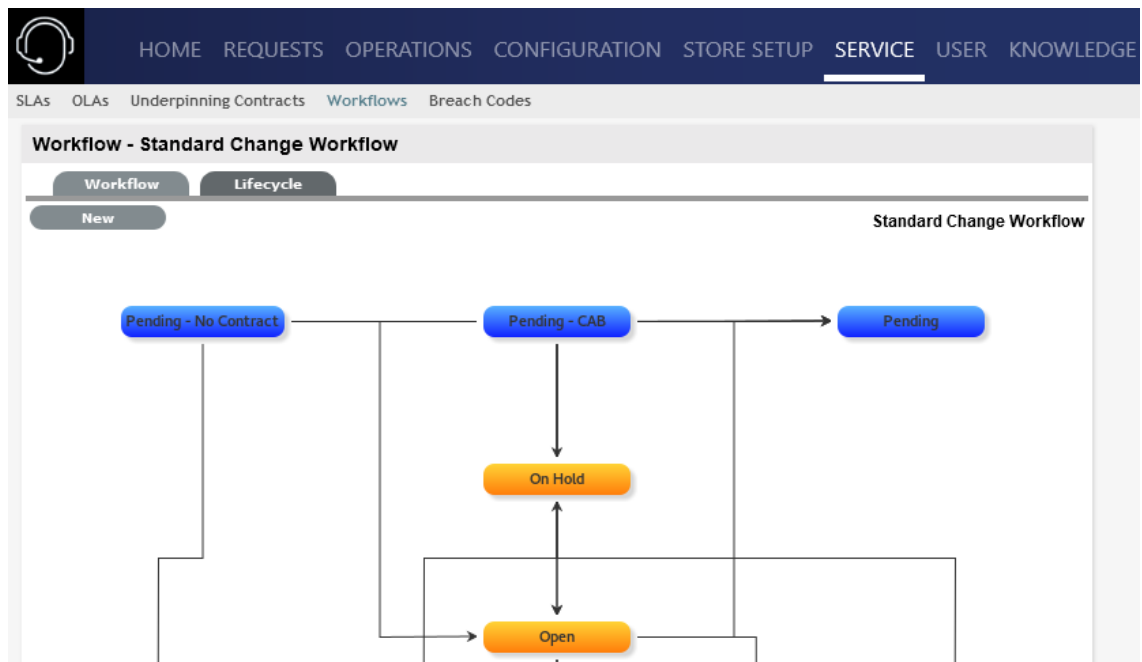 HOME REQUESTS OPERATIONS CONFIGURATION STORE SETUP SERVICE USER KNOWLEDGE
SLAs OLAs Underpinning Contracts Workflows Breach Codes
Workflow - Standard Change Workflow
Workflow Lifecycle
New
Standard Change Workflow
Pending - No Contract Pending - CAB Pending
On Hold
Open